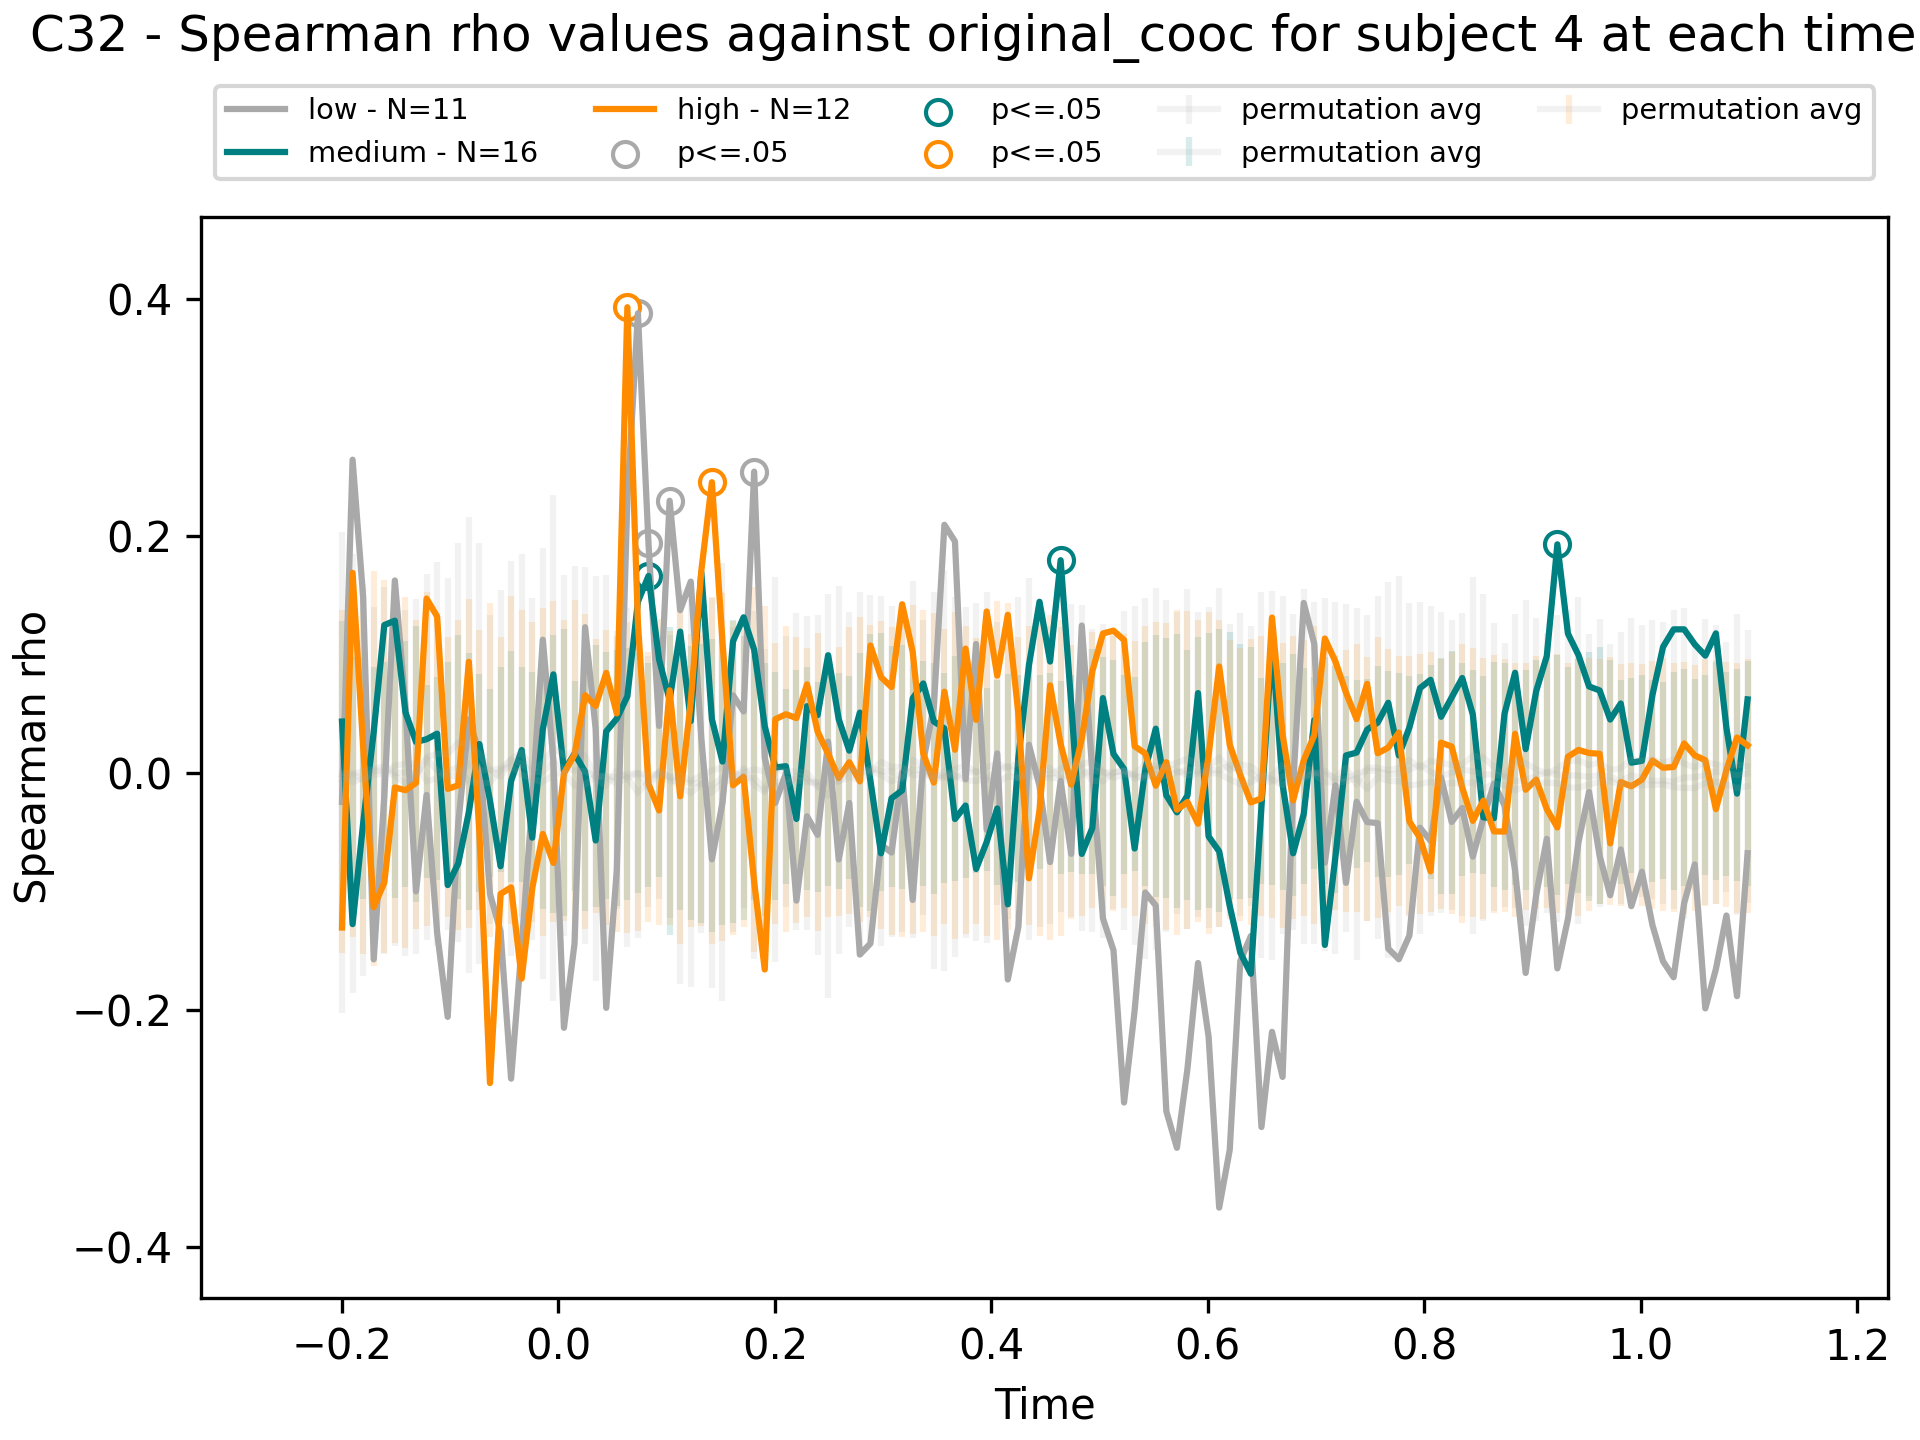 C32 - Spearman rho values against original_cooc for subject 4 at each time
low - N=11
medium - N=16
high - N=12
p<=.05
p<=.05
p<=.05
permutation avg
permutation avg
permutation avg
Spearman rho
0.4
0.2
0.0
−0.2
−0.4
−0.2 0.0 0.2 0.4 0.6 0.8 1.0 1.2
Time